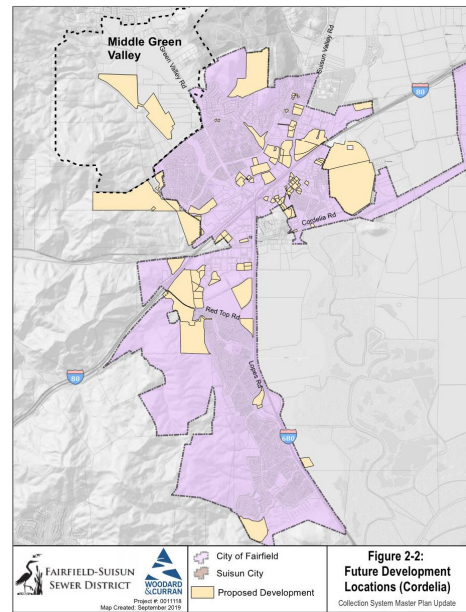 Middle Green
Valley
Green Valley Rd
Suisun Valley Rd
80
Cordelia Rd
Red Top Rd
80
Lopes Rd
680
FAIRFIELD-SUISUN
SEWER DISTRICT
WOODARD
&CURRAN
Project #: 0011118
Map Created: September 2019
City of Fairfield
Suisun City
Proposed Development
Figure 2-2:
Future Development
Locations (Cordelia)
Collection System Master Plan Update